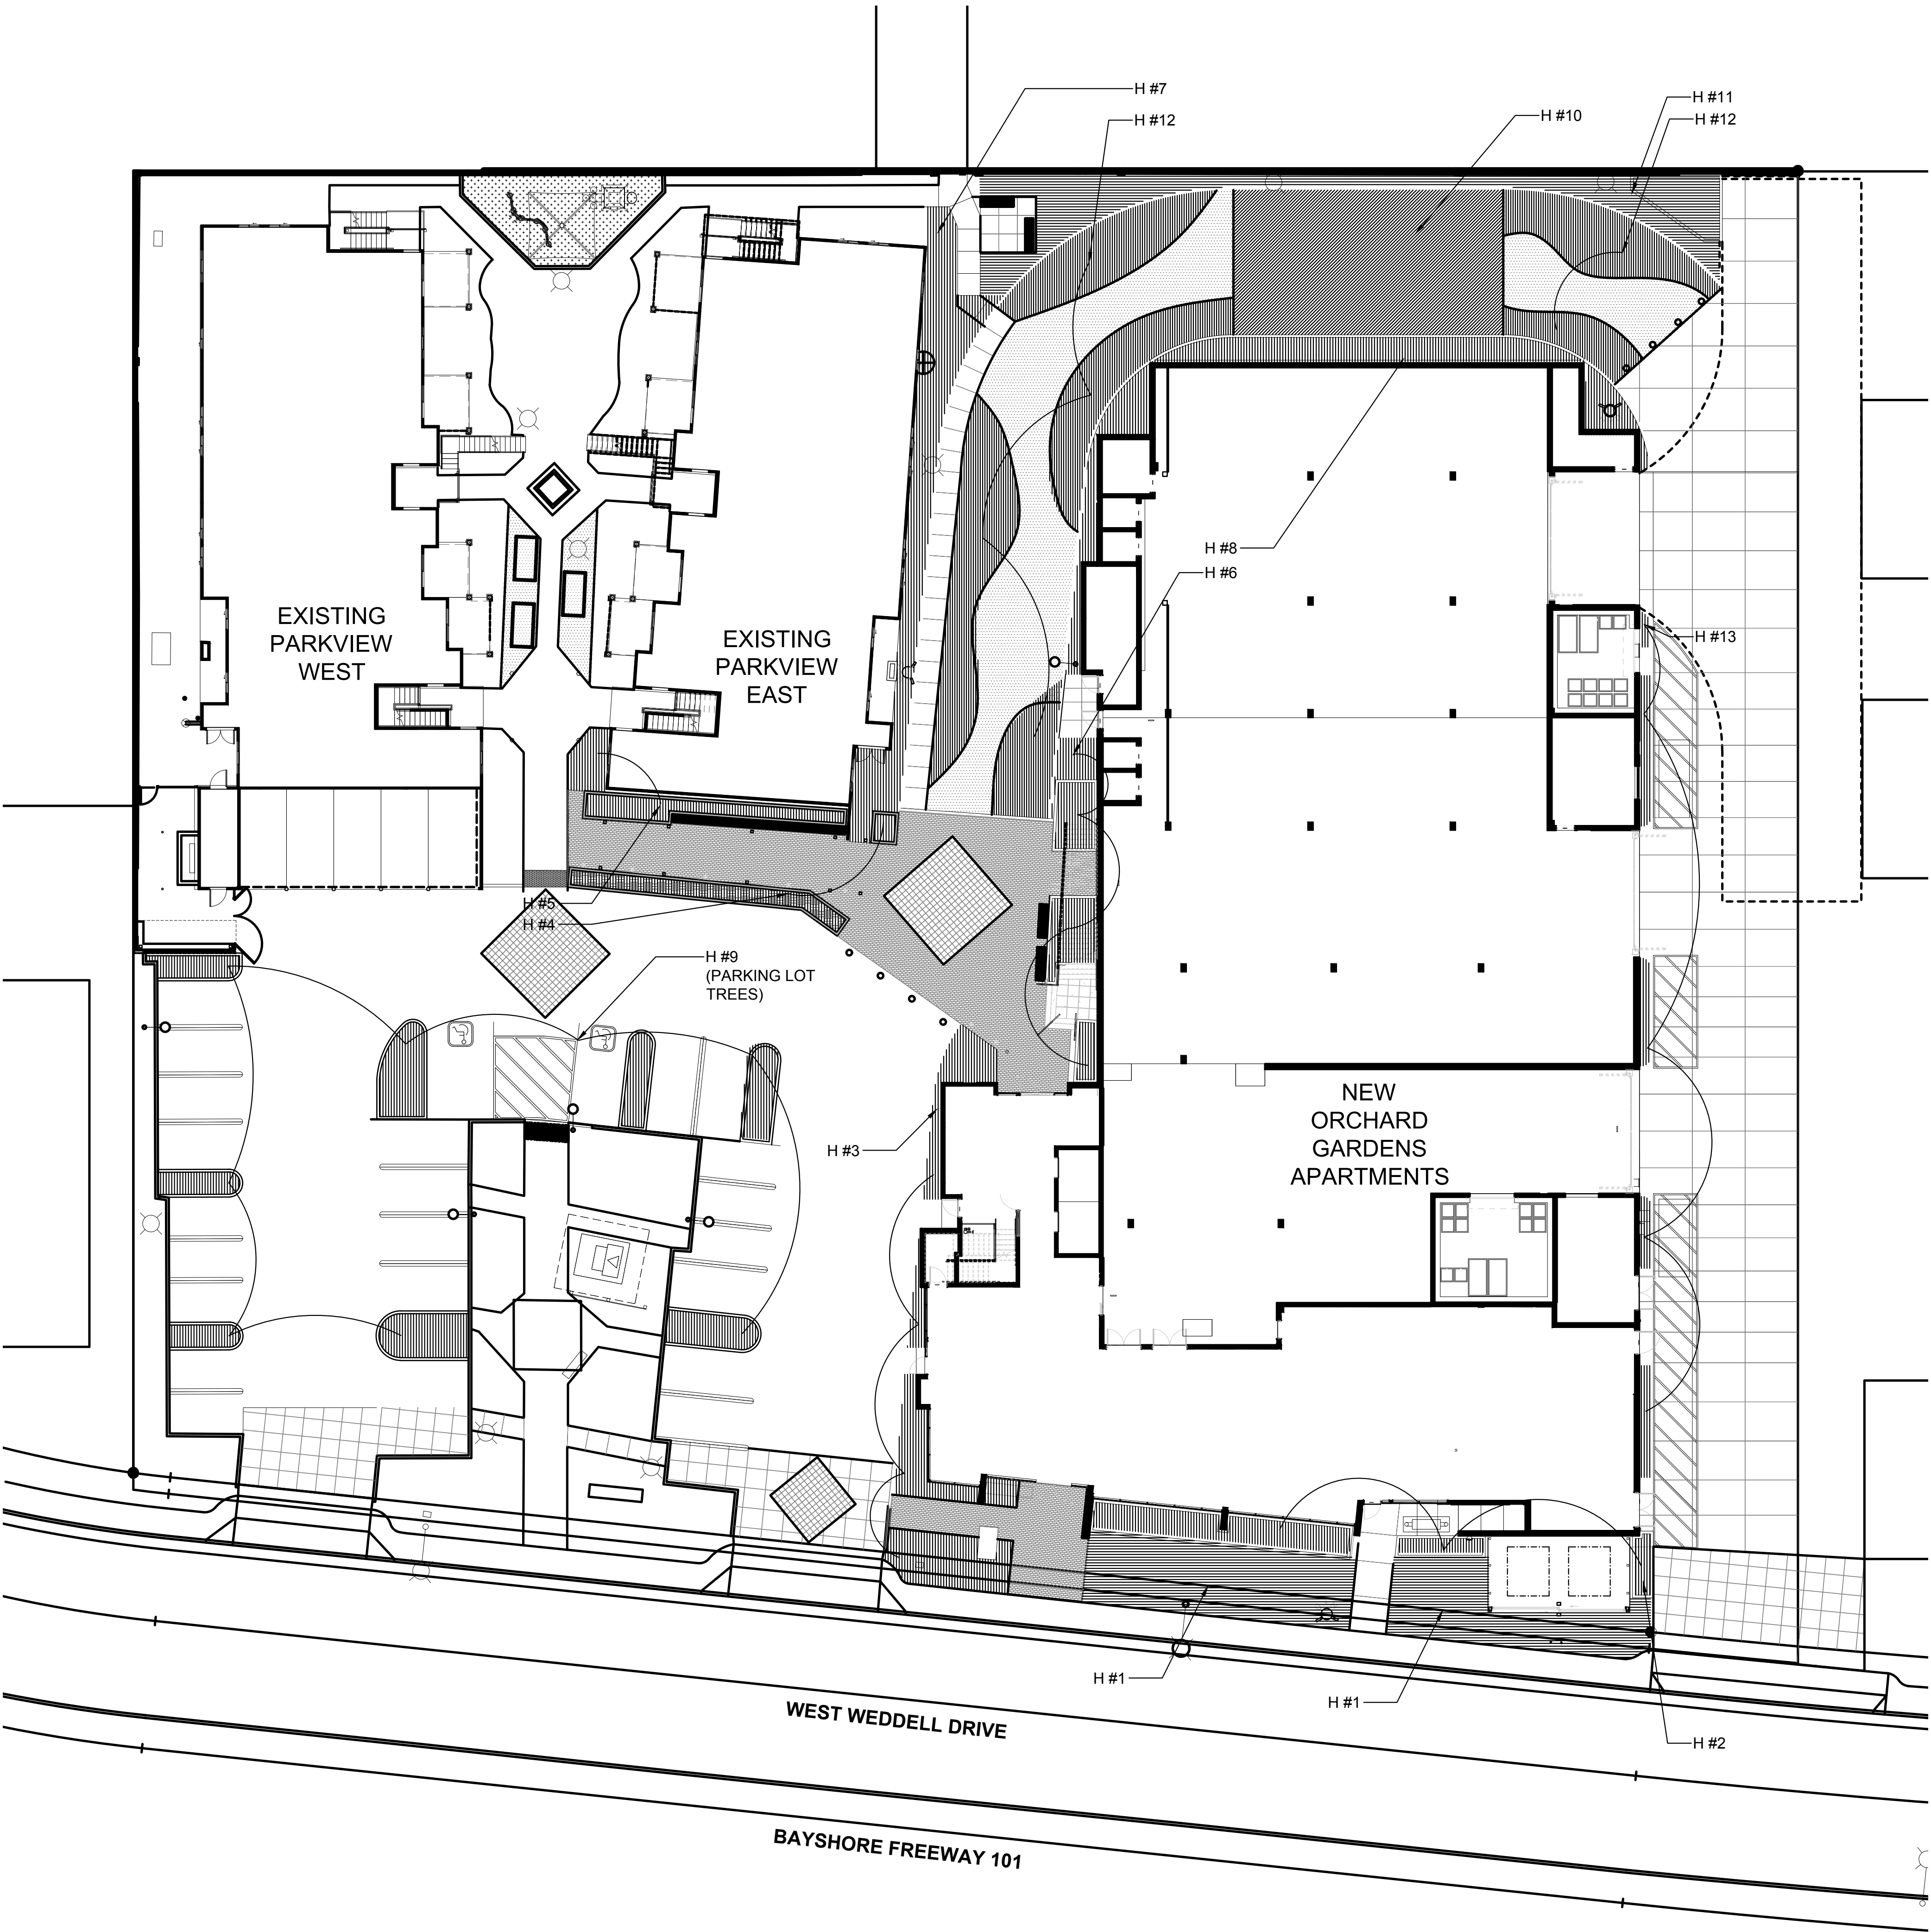 H #7
H #12
H #10
H #11
H #12
H #8
H #6
EXISTING
PARKVIEW
WEST
EXISTING
PARKVIEW
EAST
H #13
H #5
H #4
H #9
(PARKING LOT
TREES)
H #3
NEW
ORCHARD
GARDENS
APARTMENTS
H #1
H #1
H #2
WEST WEDDELL DRIVE
BAYSHORE FREEWAY 101